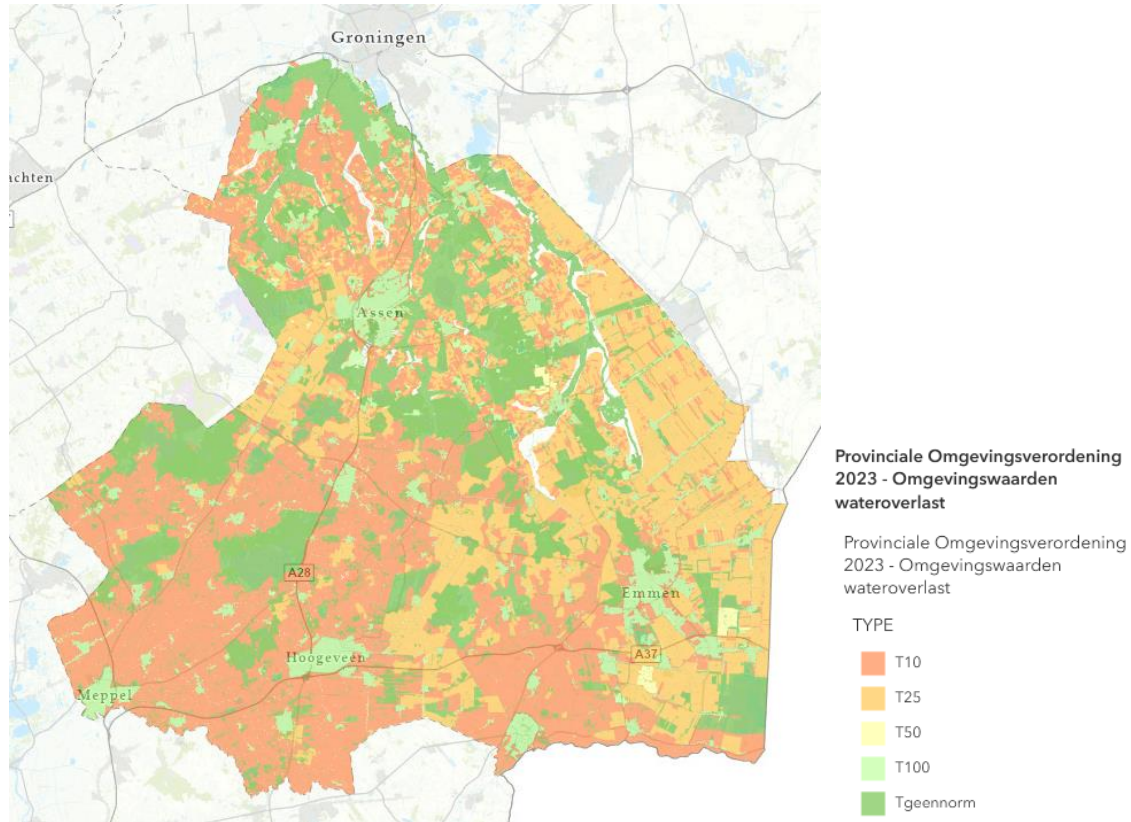 Groningen
achten
Assen
A28
Emmen
Hoogeveen
A37
Meppel
Provinciale Omgevingsverordening
2023 - Omgevingswaarden
wateroverlast
Provinciale Omgevingsverordening
2023 - Omgevingswaarden
wateroverlast
TYPE
T10
T25
T50
T100
Tgeennorm